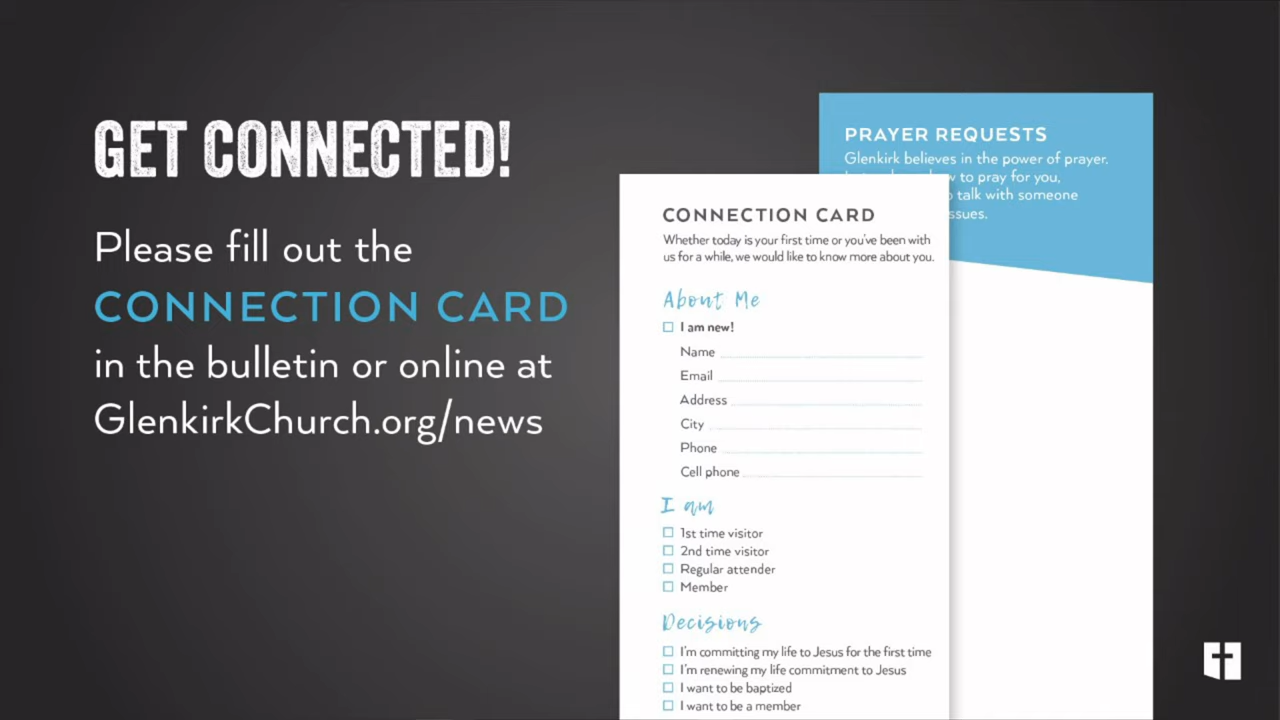 GET CONNECTED!
Please fill out the
CONNECTION CARD
in the bulletin or online at
GlenkirkChurch.org/news
PRAYER REQUESTS
Glenkirk believes in the power of prayer.
to pray for you,
talk with someone
CONNECTION CARD
Whether today is your first time or you've been with
us for a while, we would like to know more about you.
About Me
I am new!
Name
Email
Address
City
Phone
Cell phone
I am
1st time visitor
2nd time visitor
Regular attender
Member
Decisions
I'm committing my life to Jesus for the first time
I'm renewing my life commitment to Jesus
I want to be baptized
I want to be a member